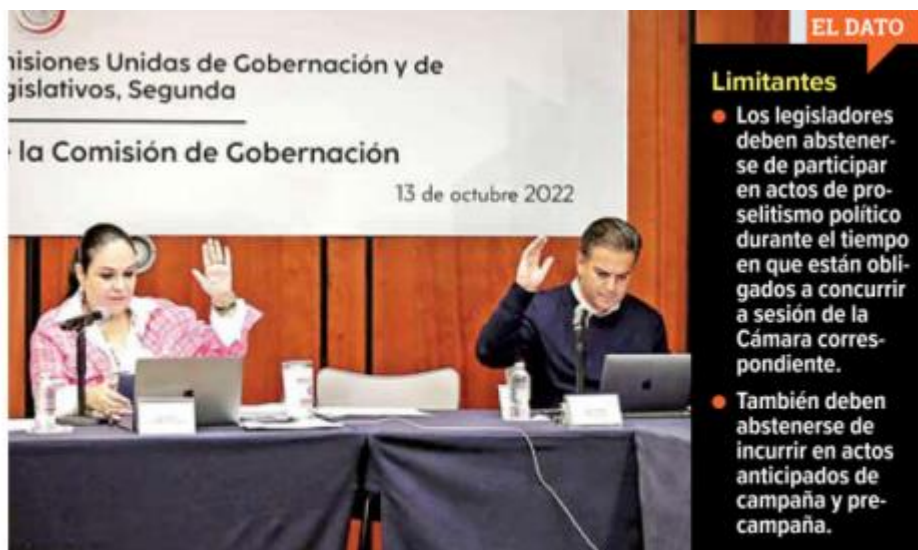 misiones Unidas de Gobernación y de
gislativos, Segunda
la Comisión de Gobernación
13 de octubre 2022
EL DATO
Limitantes
● Los legisladores
deben abstener-
se de participar
en actos de pro-
selitismo político
durante el tiempo
en que están obli-
gados a concurrir
a sesión de la
Cámara corres-
pondiente.
● También deben
abstenerse de
incurrir en actos
anticipados de
campaña y pre-
campaña.